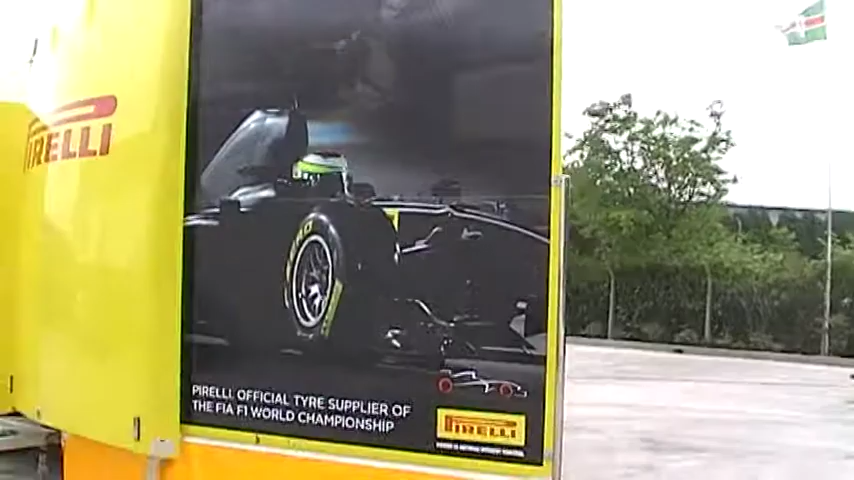 PIRELLI
PIRELLI OFFICIAL TYRE SUPPLIER OF
THE FIA F1 WORLD CHAMPIONSHIP.
PIRELLI